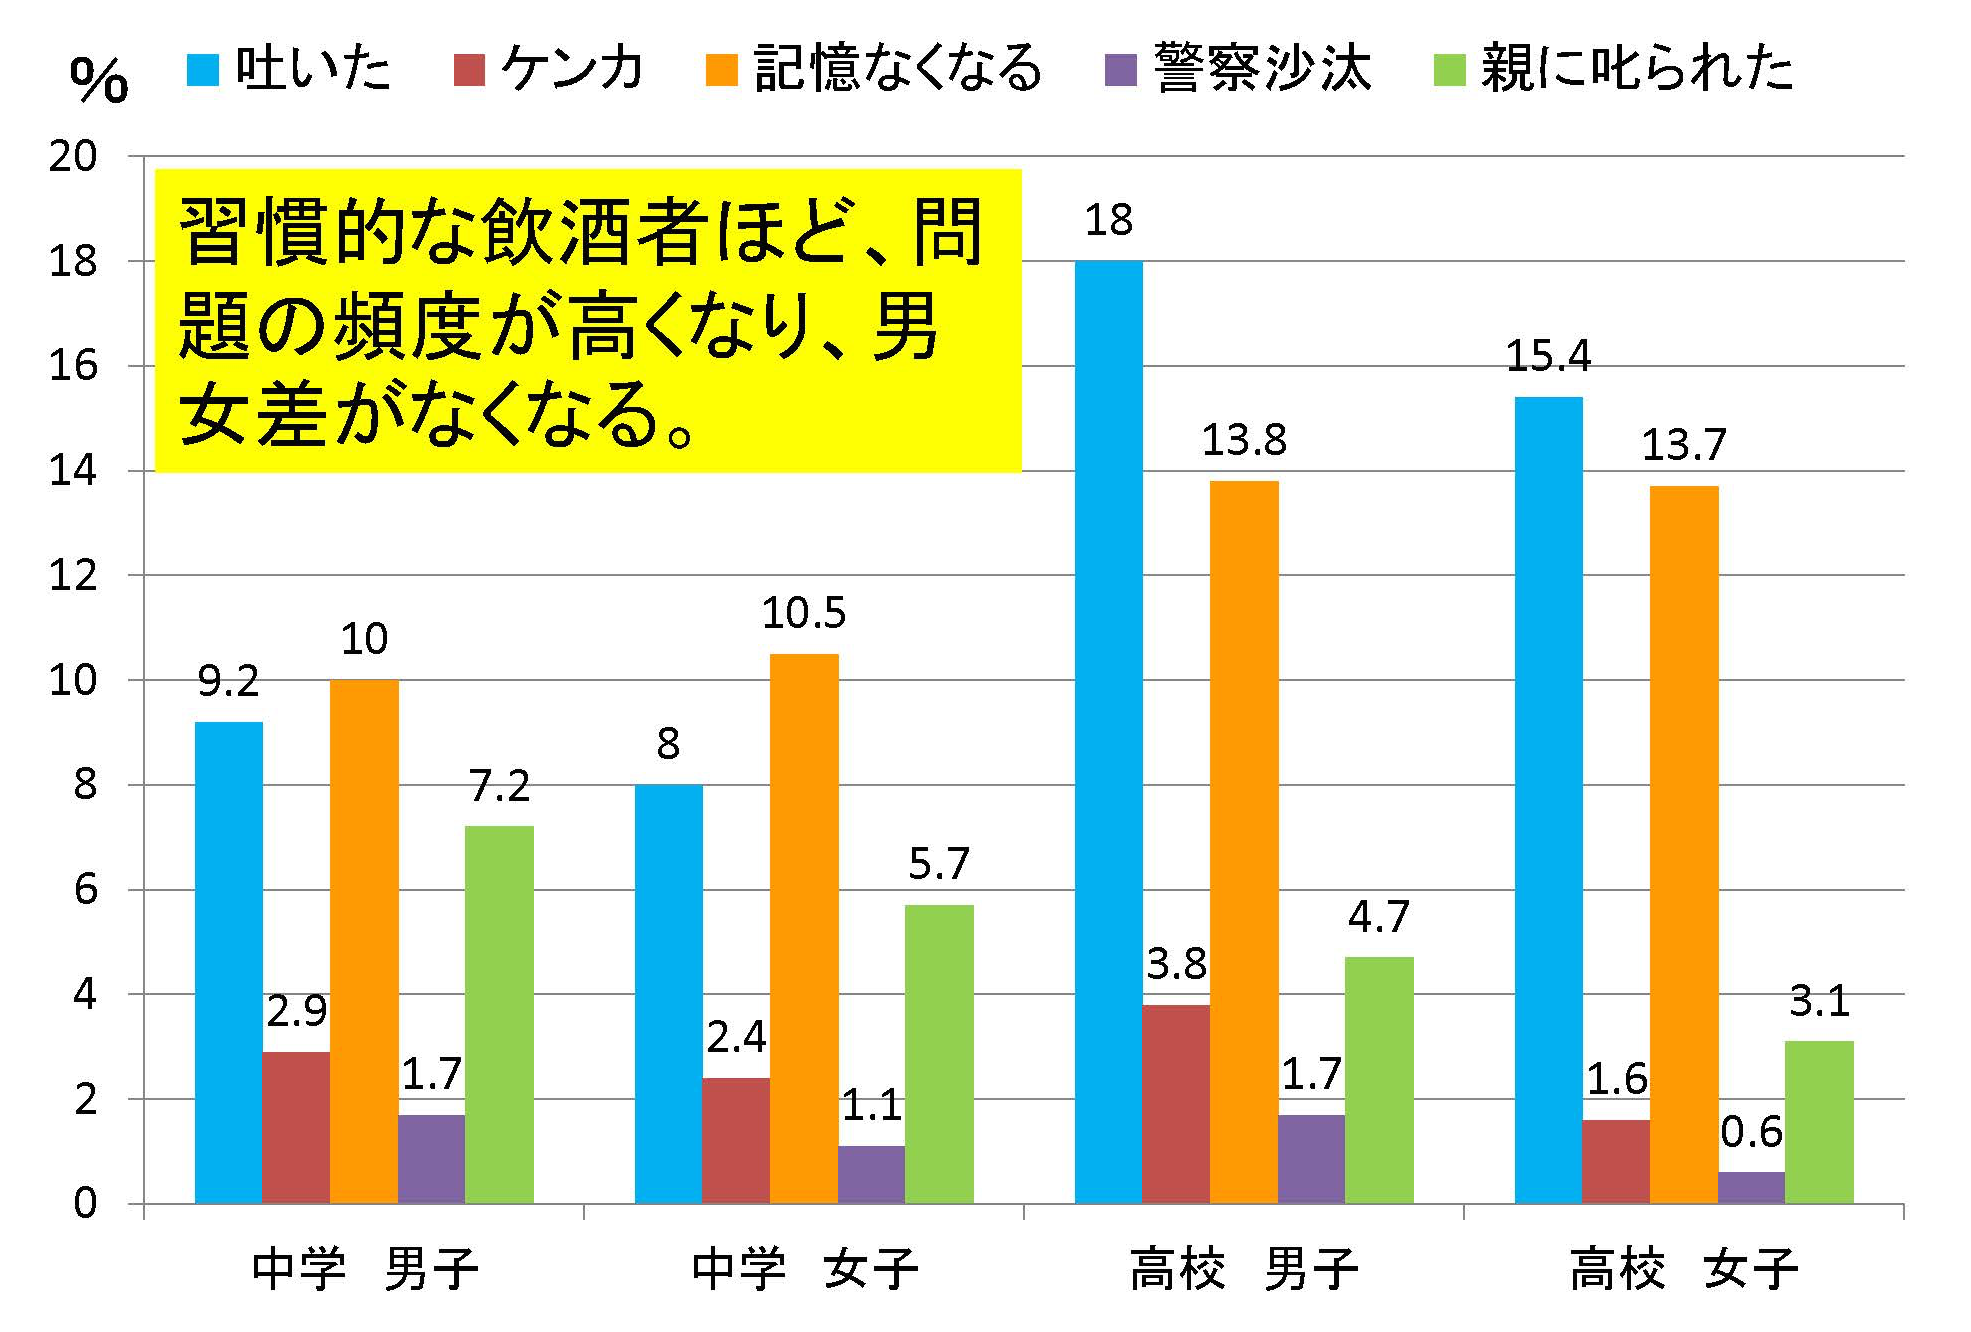 % 吐いた ケンカ 記憶なくなる 警察沙汰 親に叱られた
20
18
16
14
12
10
8
6
4
2
0
習慣的な飲酒者ほど、問
題の頻度が高くなり、男
女差がなくなる。
9.2 2.9 10 1.7 7.2
8 2.4 10.5 1.1 5.7
18 3.8 13.8 1.7 4.7
15.4 1.6 13.7 0.6 3.1
中学　男子 中学　女子 高校　男子 高校　女子